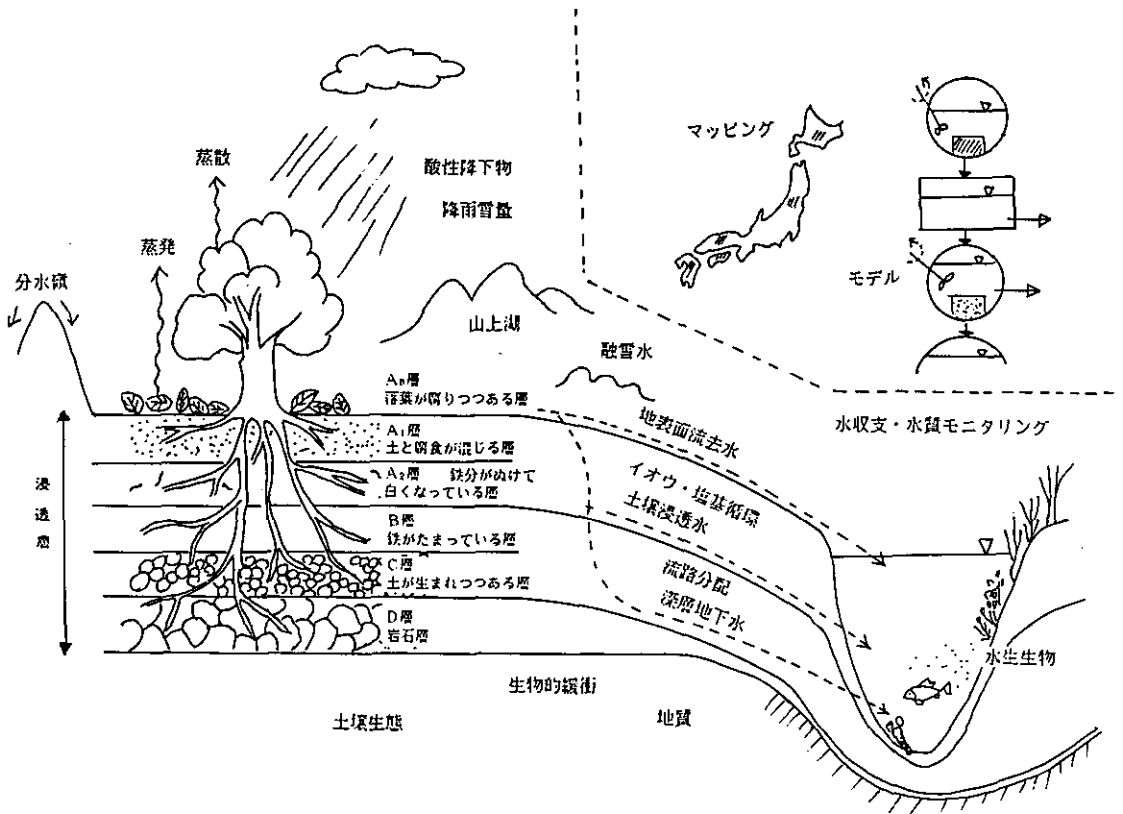 マッピング
モデル
酸性降下物
降雨雪量
蒸散
蒸発
分水嶺
山上湖
融雪水
A₀層
落葉が腐りつつある層
A₁層
土と腐食が混じる層
A₂層 鉄分がぬけて
白くなっている層
B層
鉄がたまっている層
C層
土が生まれつつある層
D層
岩石層
浸透層
地表面流去水
イオウ・塩基循環
土壌浸透水
流路分配
深層地下水
水収支・水質モニタリング
水生生物
生物的緩衝
土壌生態
地質